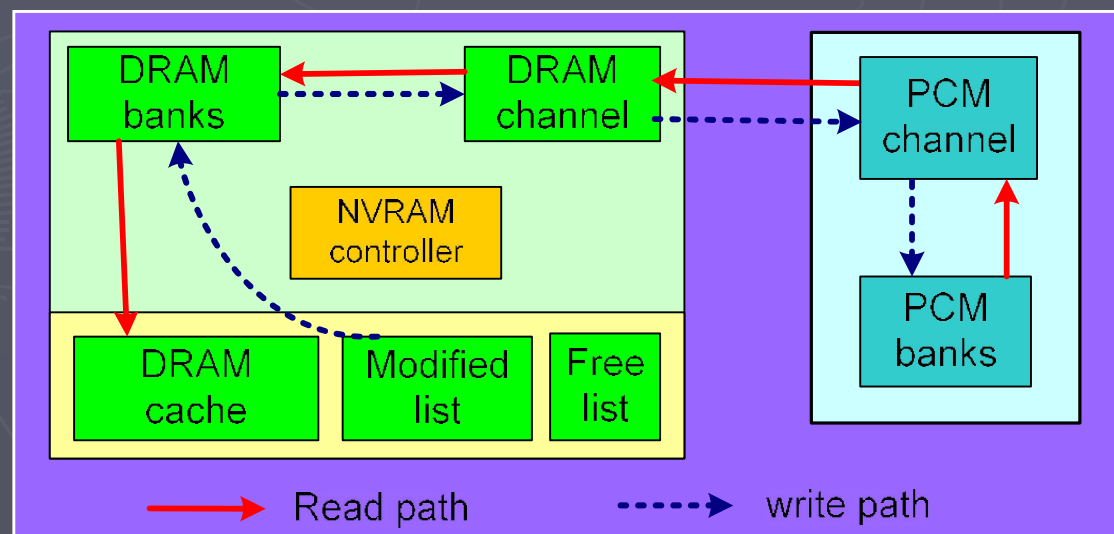 DRAM
banks
DRAM
channel
PCM
channel
NVRAM
controller
PCM
banks
DRAM
cache
Modified
list
Free
list
Read path
write path